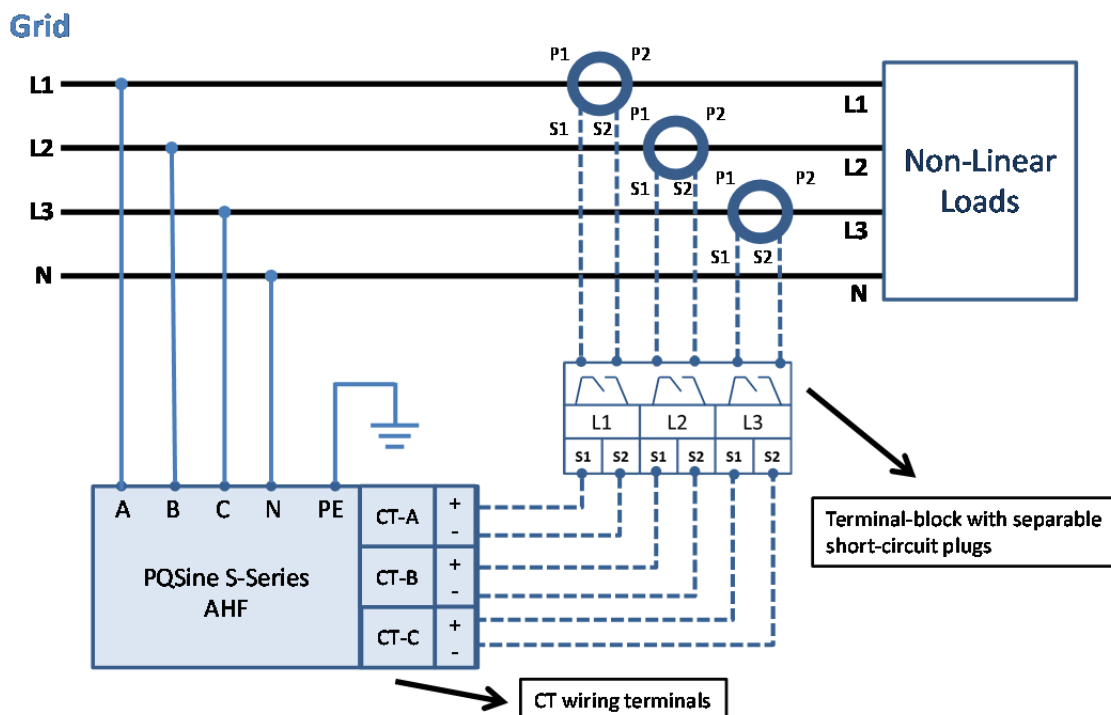 Grid
P1 P2
L1 L1
P1 P2
S1 S2
L2 L2
P1 P2
S1 S2
L3 L3
S1 S2
N N
Non-Linear
Loads
L1 L2 L3
S1 S2 S1 S2 S1 S2
A B C N PE
CT-A + -
CT-B + -
CT-C + -
PQSine S-Series
AHF
Terminal-block with separable
short-circuit plugs
CT wiring terminals